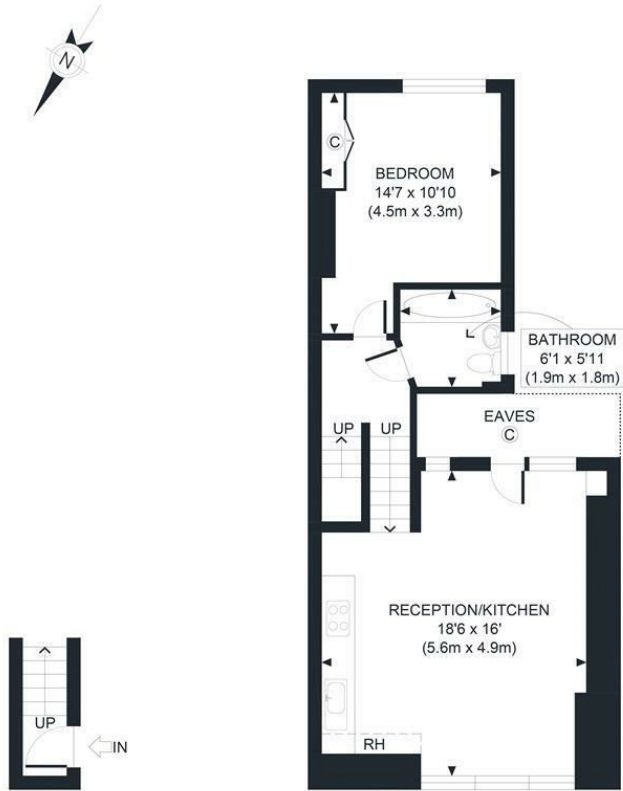 N
C
BEDROOM
14'7 x 10'10
(4.5m x 3.3m)
BATHROOM
6'1 x 5'11
(1.9m x 1.8m)
EAVES
C
UP
UP
RECEPTION/KITCHEN
18'6 x 16'
(5.6m x 4.9m)
RH
UP
IN